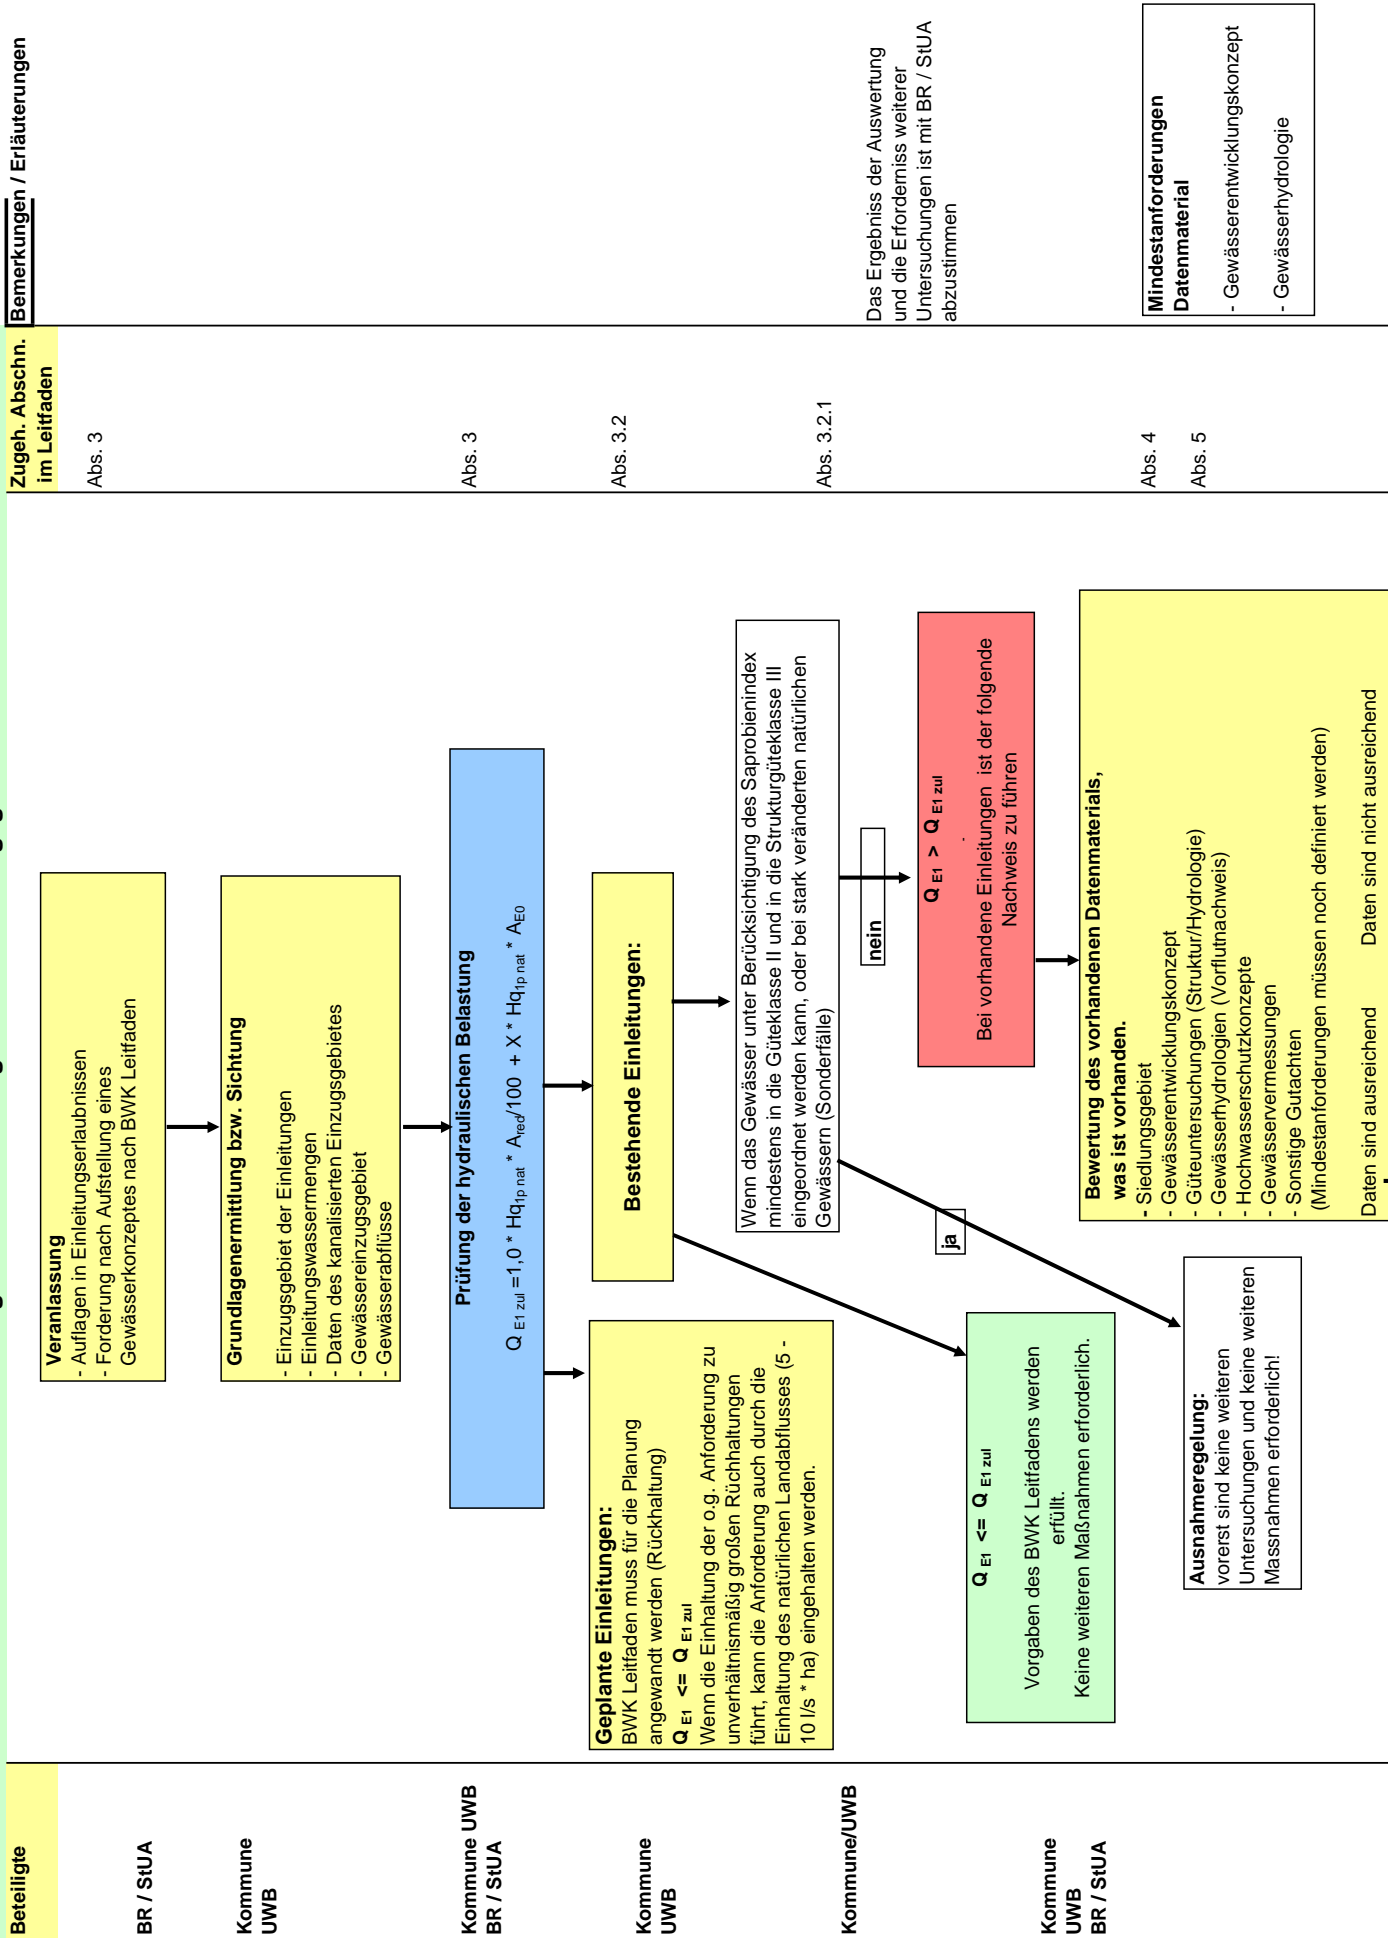 Beteiligte
Zugeh. Abschn.
im Leitfaden
Bemerkungen / Erläuterungen
BR / StUA
Veranlassung
- Auflagen in Einleitungserlaubnissen
- Forderung nach Aufstellung eines
Gewässerkonzeptes nach BWK Leitfaden
Abs. 3
Kommune
UWB
Grundlagenermittlung bzw. Sichtung
- Einzugsgebiet der Einleitungen
- Einleitungswassermengen
- Daten des kanalisierten Einzugsgebietes
- Gewässereinzugsgebiet
- Gewässerabflüsse
Kommune UWB
BR / StUA
Prüfung der hydraulischen Belastung
Q E1 zul =1,0 * Hq1p nat * Ared/100 + X * Hq1p nat * AE0
Abs. 3
Kommune
UWB
Geplante Einleitungen:
BWK Leitfaden muss für die Planung
angewandt werden (Rückhaltung)
Q E1 <= Q E1 zul
Wenn die Einhaltung der o.g. Anforderung zu
unverhältnismäßig großen Rüchhaltungen
führt, kann die Anforderung auch durch die
Einhaltung des natürlichen Landabflusses (5 -
10 l/s * ha) eingehalten werden.
Bestehende Einleitungen:
Abs. 3.2
Kommune/UWB
Wenn das Gewässer unter Berücksichtigung des Saprobienindex
mindestens in die Güteklasse II und in die Strukturgüteklasse III
eingeordnet werden kann, oder bei stark veränderten natürlichen
Gewässern (Sonderfälle)
Abs. 3.2.1
Das Ergebniss der Auswertung
und die Erforderniss weiterer
Untersuchungen ist mit BR / StUA
abzustimmen
nein
ja
Q E1 <= Q E1 zul
Vorgaben des BWK Leitfadens werden
erfüllt.
Keine weiteren Maßnahmen erforderlich.
Q E1 > Q E1 zul
.
Bei vorhandene Einleitungen ist der folgende
Nachweis zu führen
Kommune
UWB
BR / StUA
Ausnahmeregelung:
vorerst sind keine weiteren
Untersuchungen und keine weiteren
Massnahmen erforderlich!
Bewertung des vorhandenen Datenmaterials,
was ist vorhanden.
- Siedlungsgebiet
- Gewässerentwicklungskonzept
- Güteuntersuchungen (Struktur/Hydrologie)
- Gewässerhydrologien (Vorflutnachweis)
- Hochwasserschutzkonzepte
- Gewässervermessungen
- Sonstige Gutachten
(Mindestanforderungen müssen noch definiert werden)
Daten sind ausreichend Daten sind nicht ausreichend
Abs. 4
Abs. 5
Mindestanforderungen
Datenmaterial
- Gewässerentwicklungskonzept
- Gewässerhydrologie